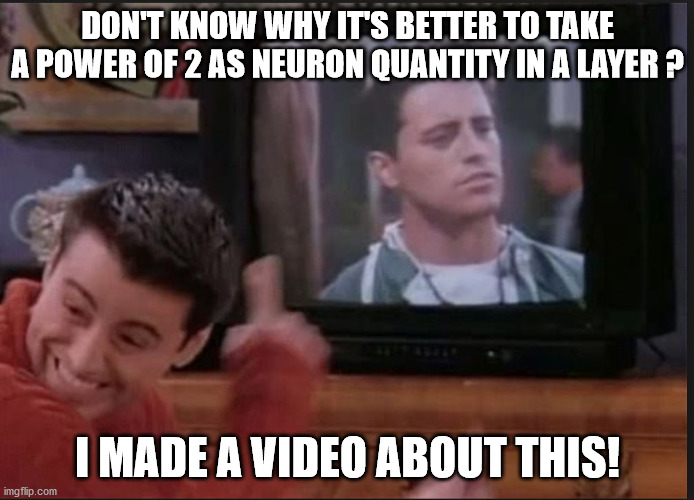 DON'T KNOW WHY IT'S BETTER TO TAKE
A POWER OF 2 AS NEURON QUANTITY IN A LAYER ?
I MADE A VIDEO ABOUT THIS!
imgflip.com